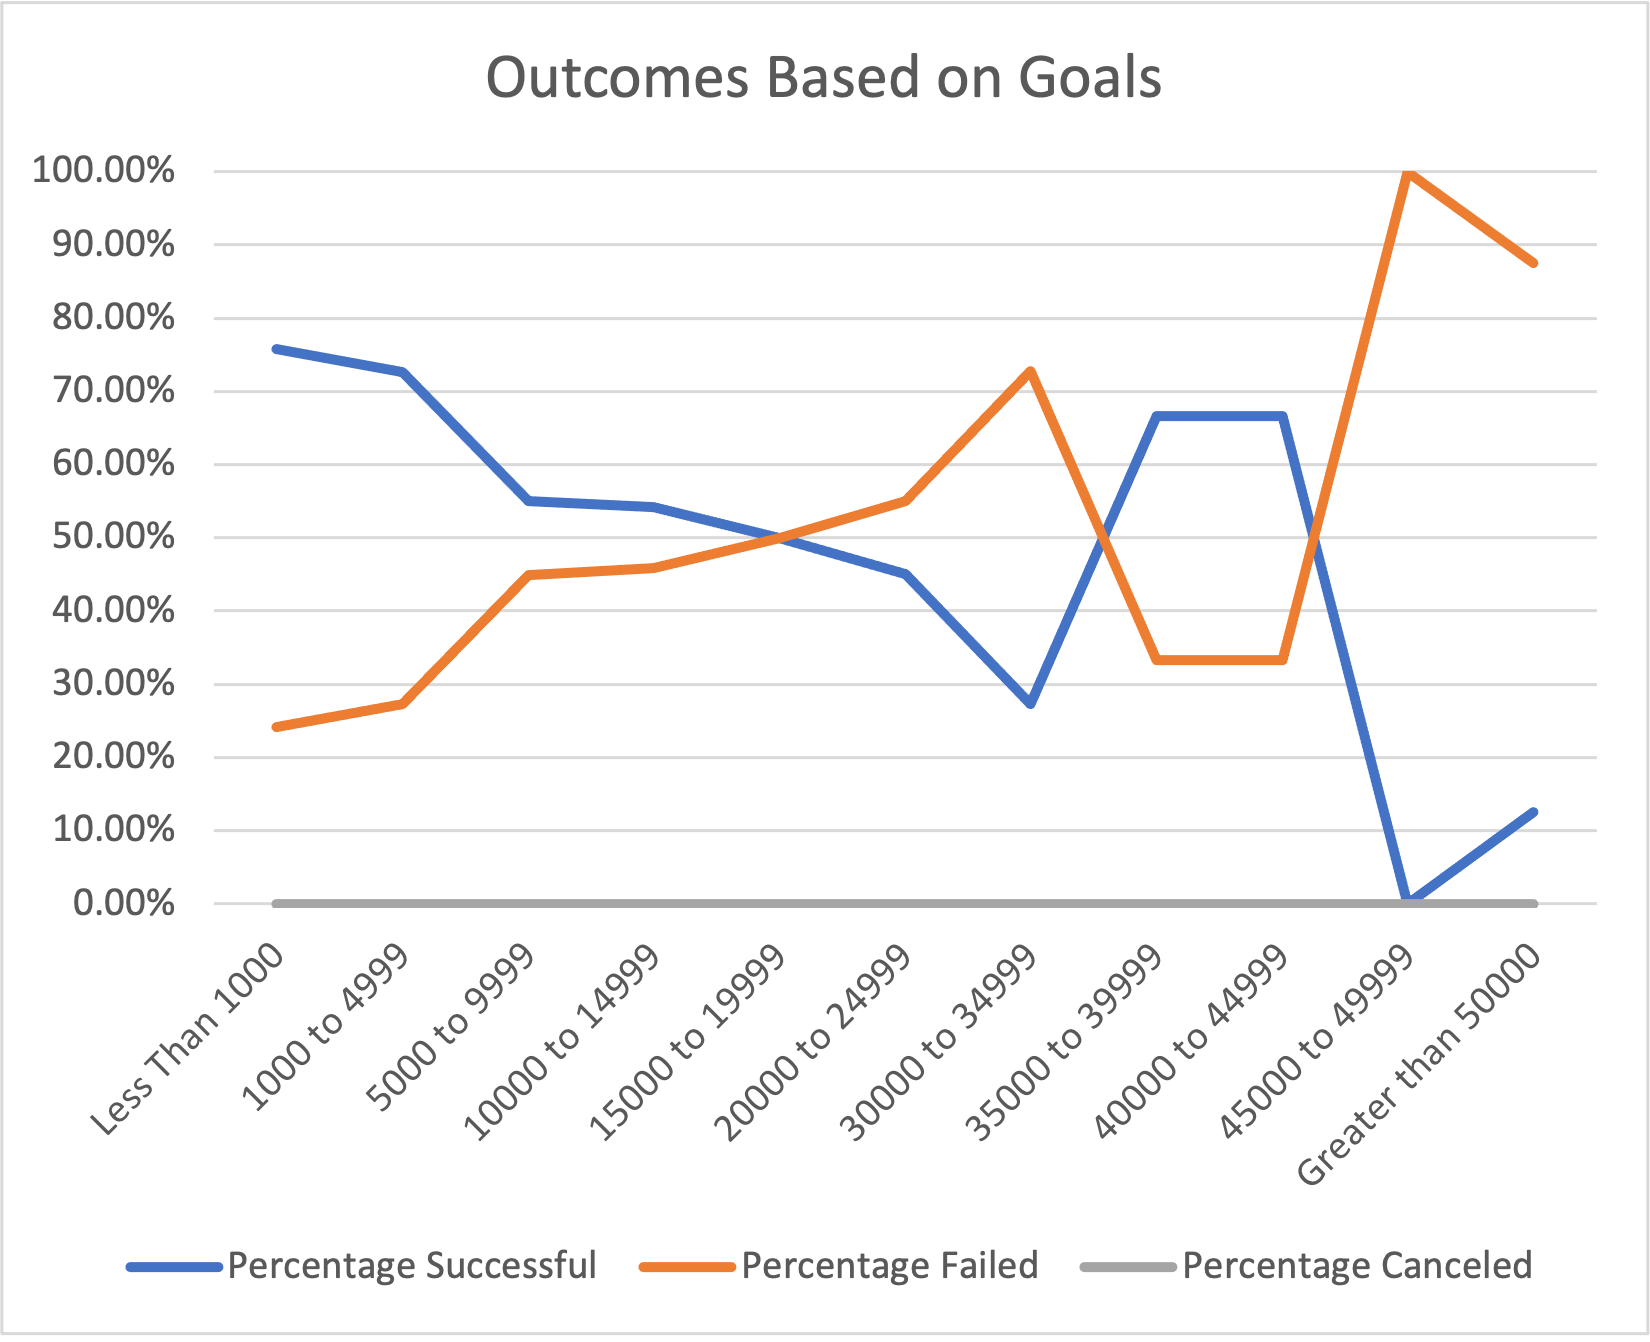 Outcomes Based on Goals
100.00%
90.00%
80.00%
70.00%
60.00%
50.00%
40.00%
30.00%
20.00%
10.00%
0.00%
Less Than 1000
1000 to 4999
5000 to 9999
10000 to 14999
15000 to 19999
20000 to 24999
30000 to 34999
35000 to 39999
40000 to 44999
45000 to 49999
Greater than 50000
Percentage Successful
Percentage Failed
Percentage Canceled